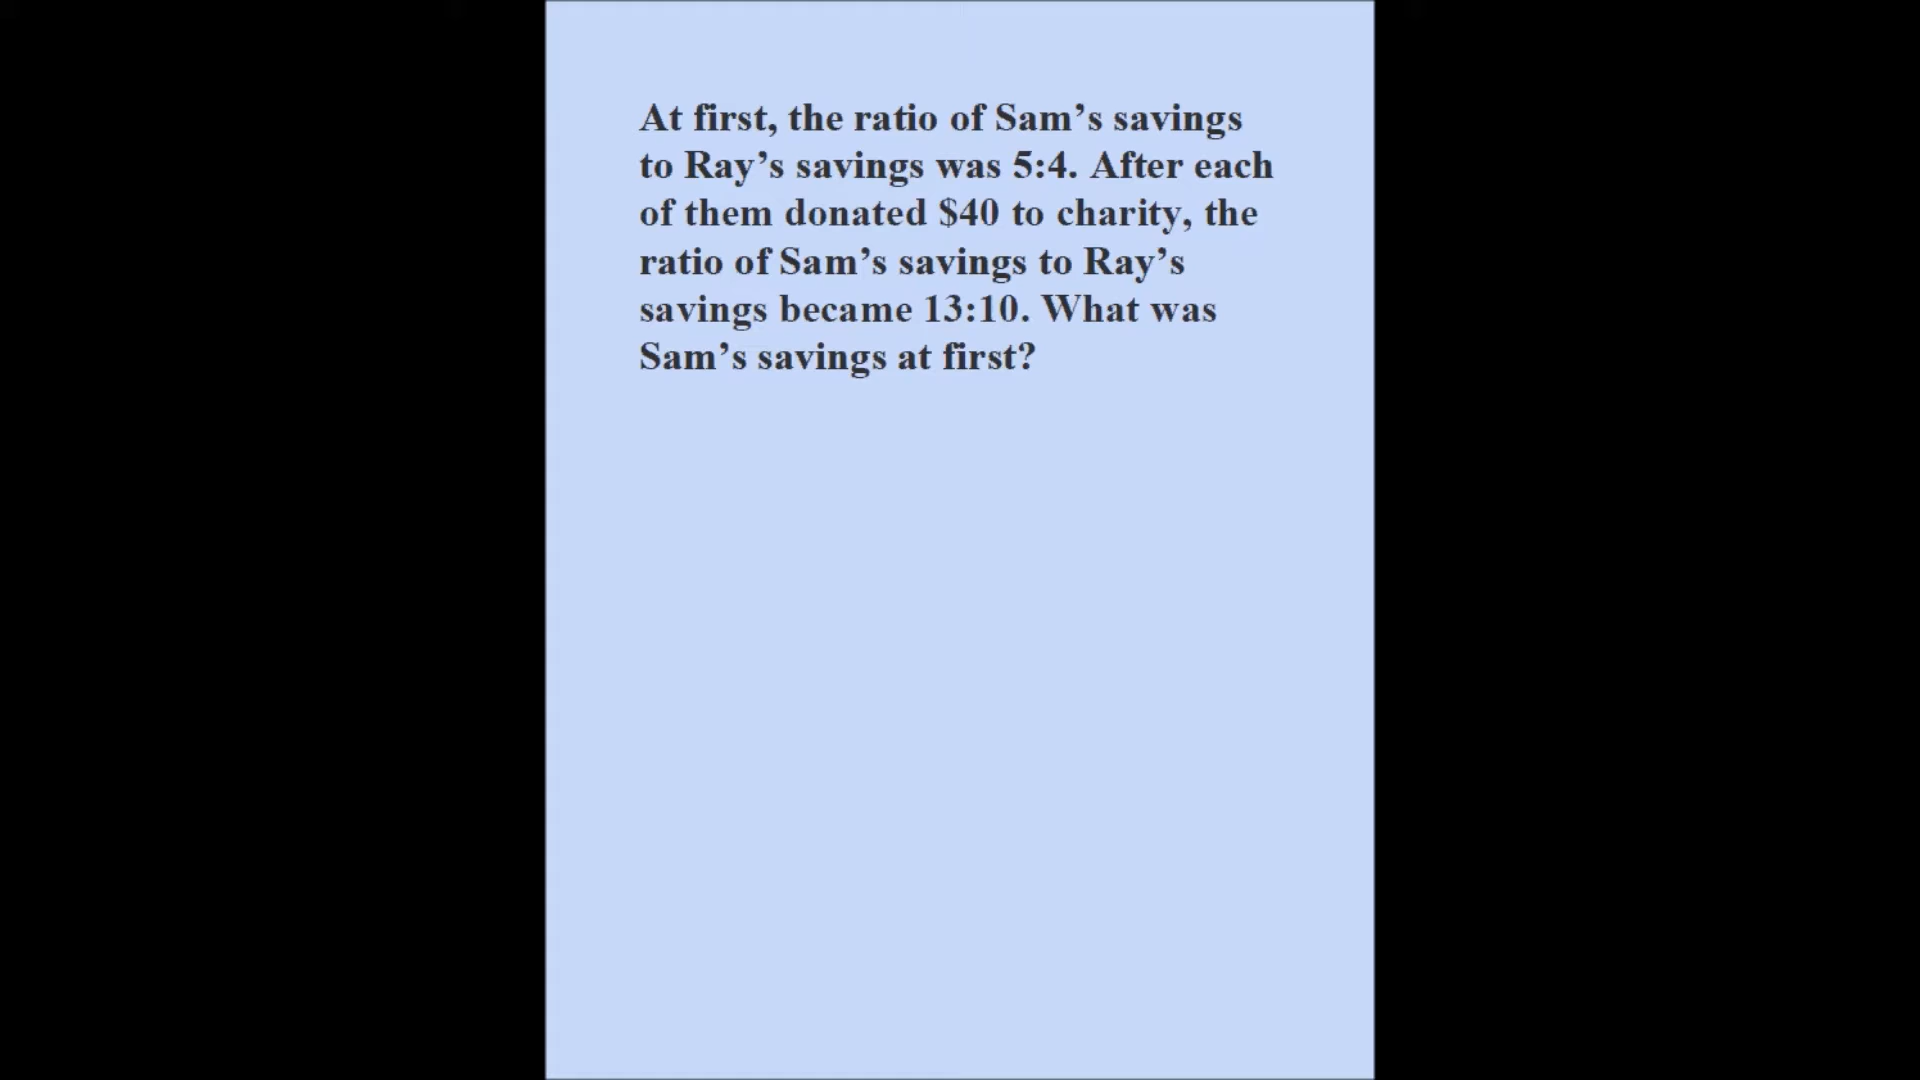 At first, the ratio of Sam’s savings
to Ray’s savings was 5:4. After each
of them donated $40 to charity, the
ratio of Sam’s savings to Ray’s
savings became 13:10. What was
Sam’s savings at first?